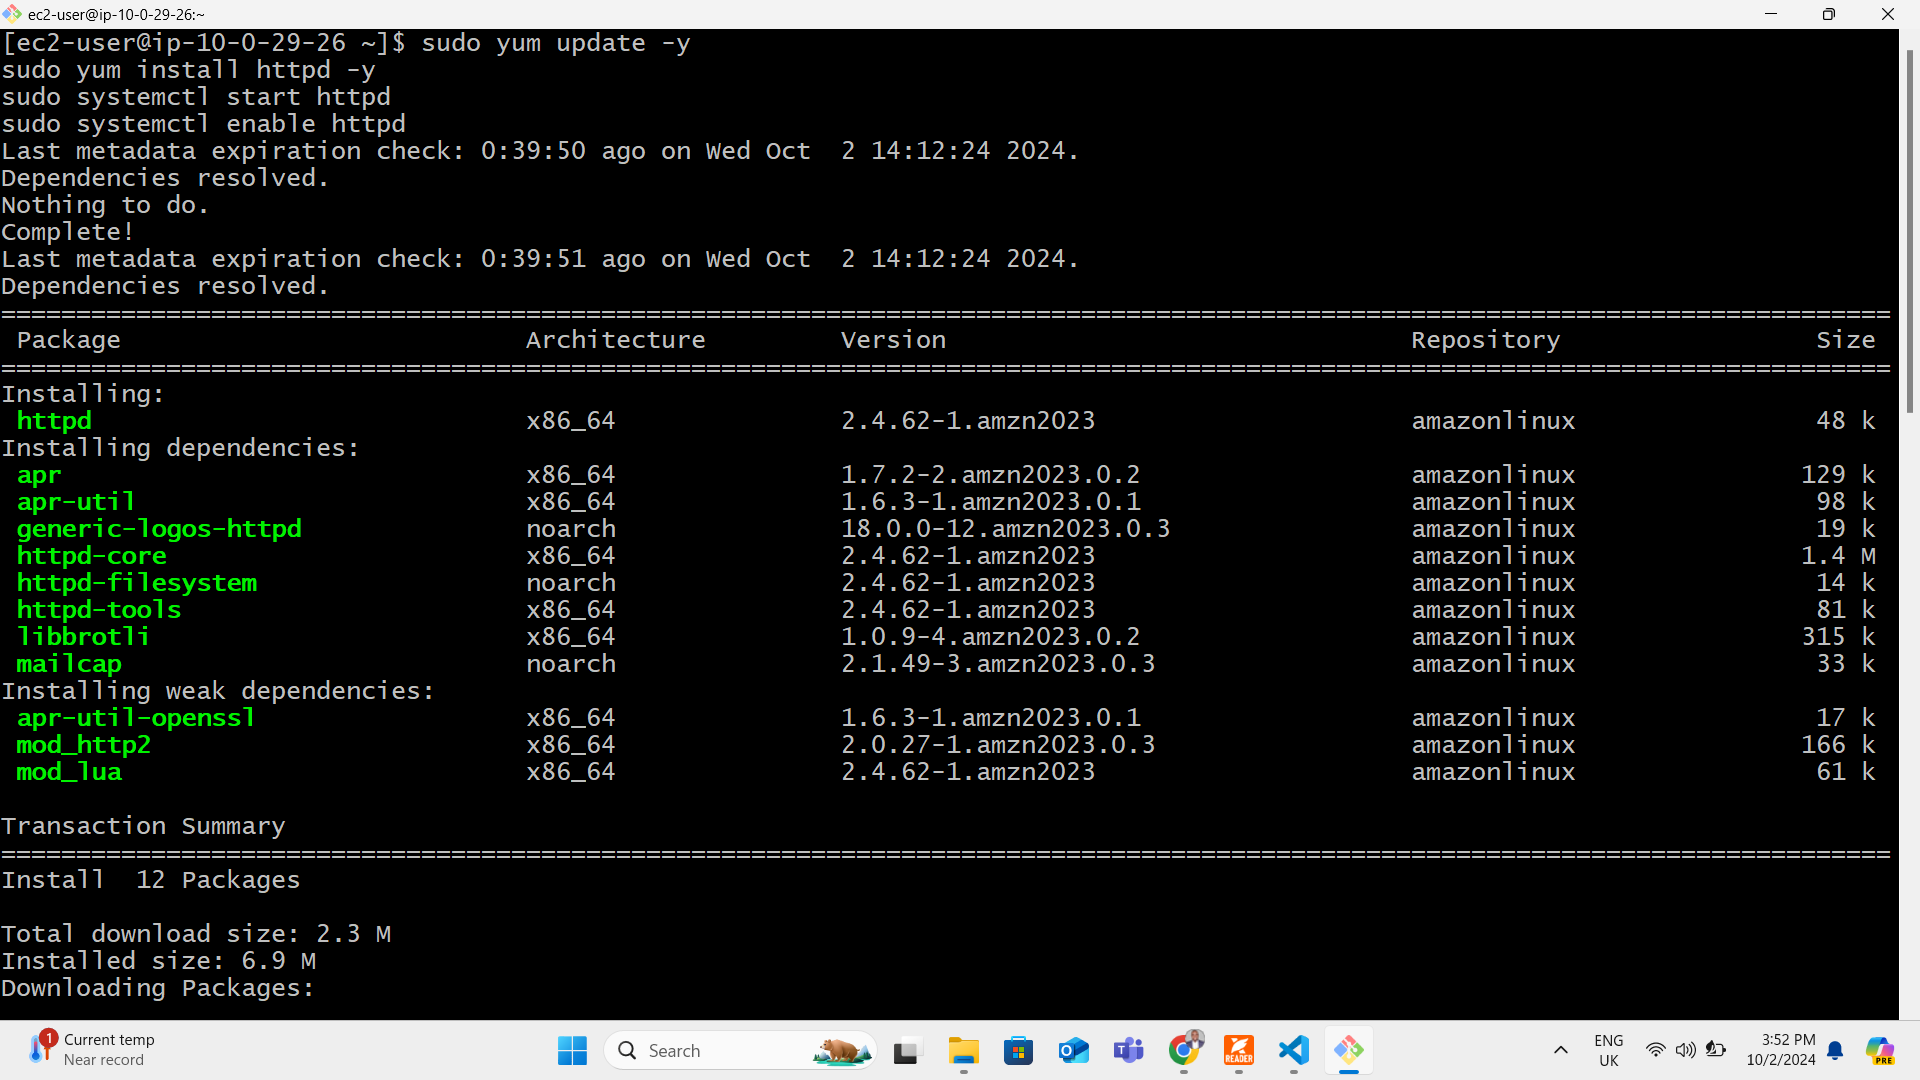 ec2-user@ip-10-0-29-26:~
[ec2-user@ip-10-0-29-26 ~]$ sudo yum update -y
sudo yum install httpd -y
sudo systemctl start httpd
sudo systemctl enable httpd
Last metadata expiration check: 0:39:50 ago on Wed Oct  2 14:12:24 2024.
Dependencies resolved.
Nothing to do.
Complete!
Last metadata expiration check: 0:39:51 ago on Wed Oct  2 14:12:24 2024.
Dependencies resolved.
==============================================================================================================================
 Package                           Architecture         Version                               Repository                 Size
==============================================================================================================================
Installing:
 httpd                             x86_64               2.4.62-1.amzn2023                     amazonlinux                48 k
Installing dependencies:
 apr                               x86_64               1.7.2-2.amzn2023.0.2                  amazonlinux               129 k
 apr-util                          x86_64               1.6.3-1.amzn2023.0.1                  amazonlinux                98 k
 generic-logos-httpd               noarch               18.0.0-12.amzn2023.0.3                amazonlinux                19 k
 httpd-core                        x86_64               2.4.62-1.amzn2023                     amazonlinux               1.4 M
 httpd-filesystem                  noarch               2.4.62-1.amzn2023                     amazonlinux                14 k
 httpd-tools                       x86_64               2.4.62-1.amzn2023                     amazonlinux                81 k
 libbrotli                         x86_64               1.0.9-4.amzn2023.0.2                  amazonlinux               315 k
 mailcap                           noarch               2.1.49-3.amzn2023.0.3                 amazonlinux                33 k
Installing weak dependencies:
 apr-util-openssl                  x86_64               1.6.3-1.amzn2023.0.1                  amazonlinux                17 k
 mod_http2                         x86_64               2.0.27-1.amzn2023.0.3                 amazonlinux               166 k
 mod_lua                           x86_64               2.4.62-1.amzn2023                     amazonlinux                61 k
Transaction Summary
==============================================================================================================================
Install  12 Packages
Total download size: 2.3 M
Installed size: 6.9 M
Downloading Packages:
1
Current temp
Near record
Search
READER
ENG
UK
3:52 PM
10/2/2024
PRE